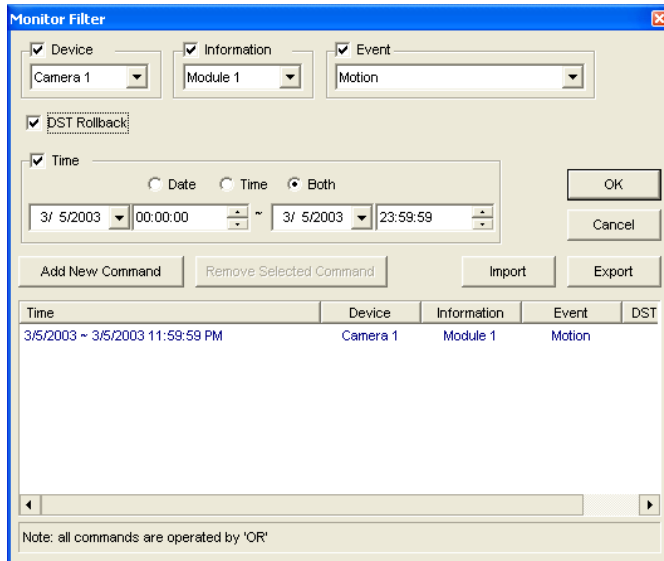 Monitor Filter
Device Information Event
Camera 1 Module 1 Motion
DST Rollback
Time
Date Time Both
3/ 5/2003 00:00:00 ~ 3/ 5/2003 23:59:59
OK
Cancel
Add New Command Remove Selected Command Import Export
Time Device Information Event DST
3/5/2003 ~ 3/5/2003 11:59:59 PM Camera 1 Module 1 Motion
Note: all commands are operated by 'OR'